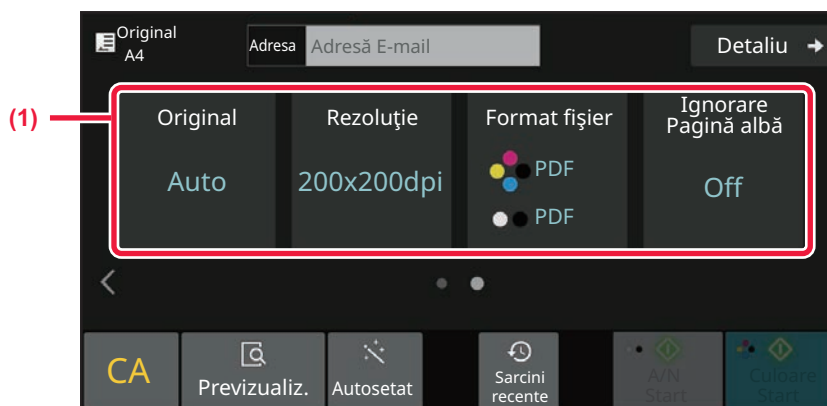 Original
A4
Adresa
Adresă E-mail
Detaliu
(1)
Original
Rezoluţie
Format fişier
Ignorare
Pagină albă
Auto
200x200dpi
PDF
PDF
Off
CA
Previzualiz.
Autosetat
Sarcini
recente
A/N
Start
Culoare
Start